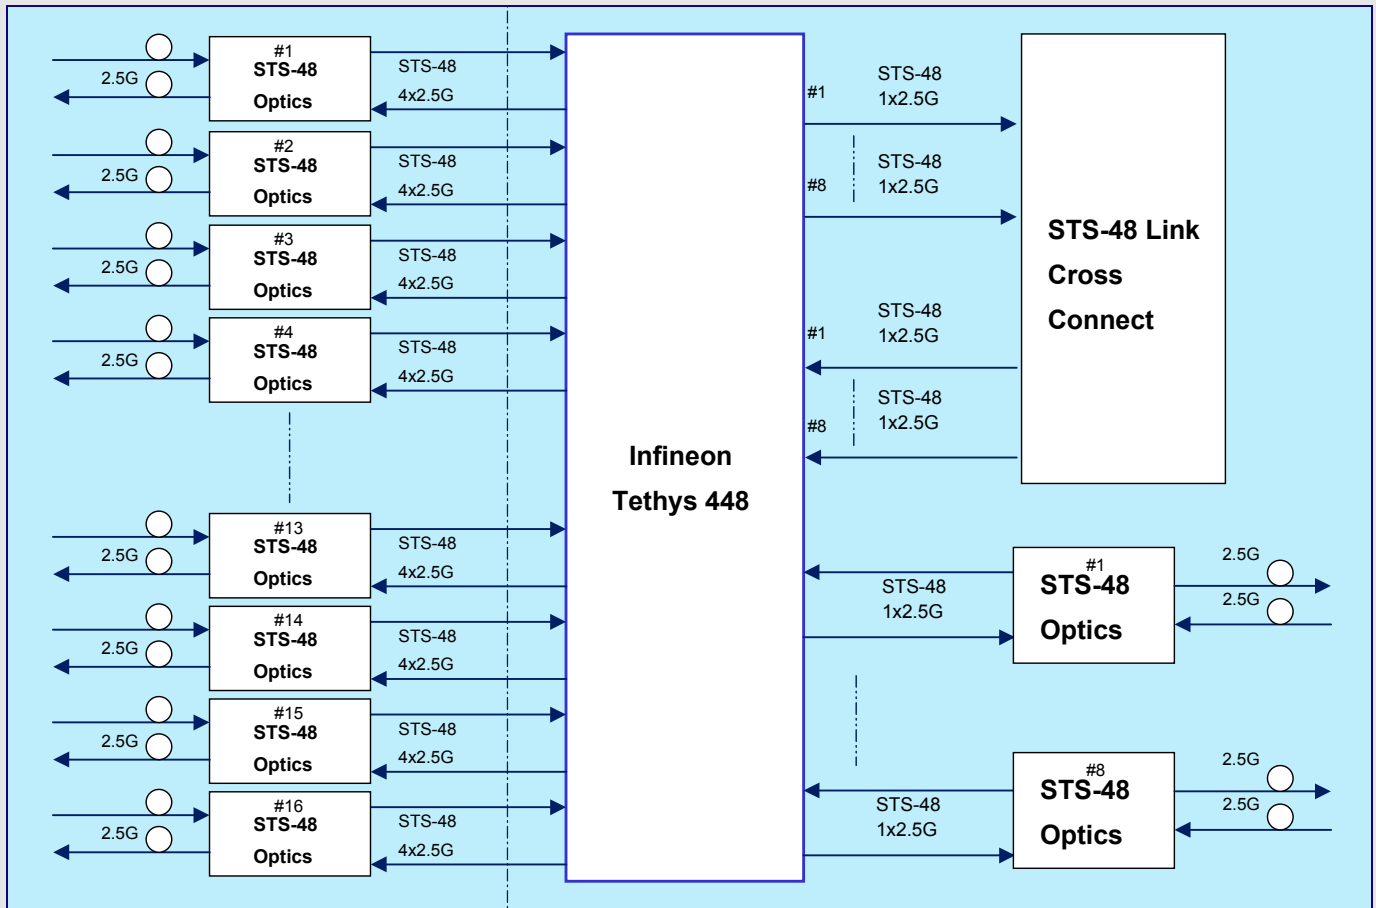 #1
STS-48
Optics
2.5G
STS-48
4x2.5G
#2
STS-48
Optics
2.5G
STS-48
4x2.5G
#3
STS-48
Optics
2.5G
STS-48
4x2.5G
#4
STS-48
Optics
2.5G
STS-48
4x2.5G
#13
STS-48
Optics
2.5G
STS-48
4x2.5G
#14
STS-48
Optics
2.5G
STS-48
4x2.5G
#15
STS-48
Optics
2.5G
STS-48
4x2.5G
#16
STS-48
Optics
2.5G
STS-48
4x2.5G
Infineon
Tethys 448
#1
STS-48
1x2.5G
#8
STS-48
1x2.5G
#1
STS-48
1x2.5G
#8
STS-48
1x2.5G
STS-48 Link
Cross
Connect
STS-48
1x2.5G
#1
STS-48
Optics
2.5G
2.5G
STS-48
1x2.5G
#8
STS-48
Optics
2.5G
2.5G